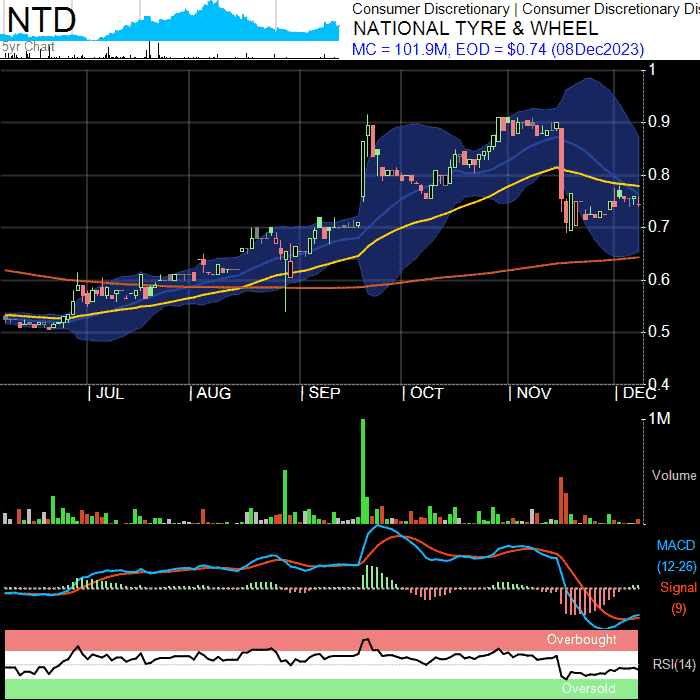 NTD
5yr Chart
Consumer Discretionary | Consumer Discretionary Dis
NATIONAL TYRE & WHEEL
MC = 101.9M, EOD = $0.74 (08Dec2023)
1
0.9
0.8
0.7
0.6
0.5
0.4
JUL AUG SEP OCT NOV DEC
1M
Volume
MACD
(12-26)
Signal
(9)
Overbought
RSI(14)
Oversold